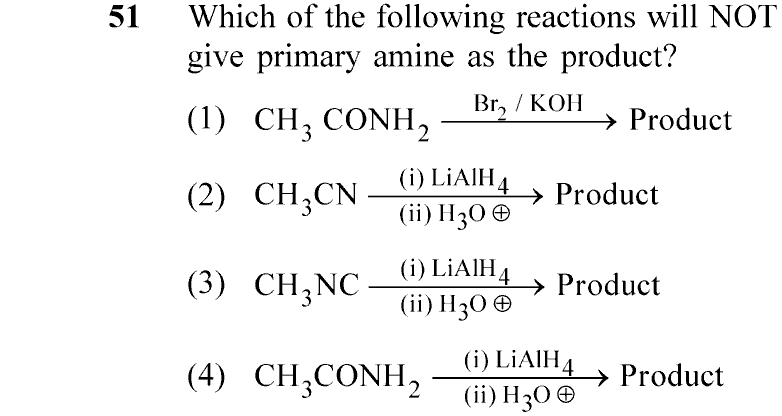 51 Which of the following reactions will NOT
give primary amine as the product?
(1) CH₃ CONH₂ —Br₂ / KOH→ Product
(2) CH₃CN —(i) LiAlH₄ (ii) H₃O ⊕→ Product
(3) CH₃NC —(i) LiAlH₄ (ii) H₃O ⊕→ Product
(4) CH₃CONH₂ —(i) LiAlH₄ (ii) H₃O ⊕→ Product